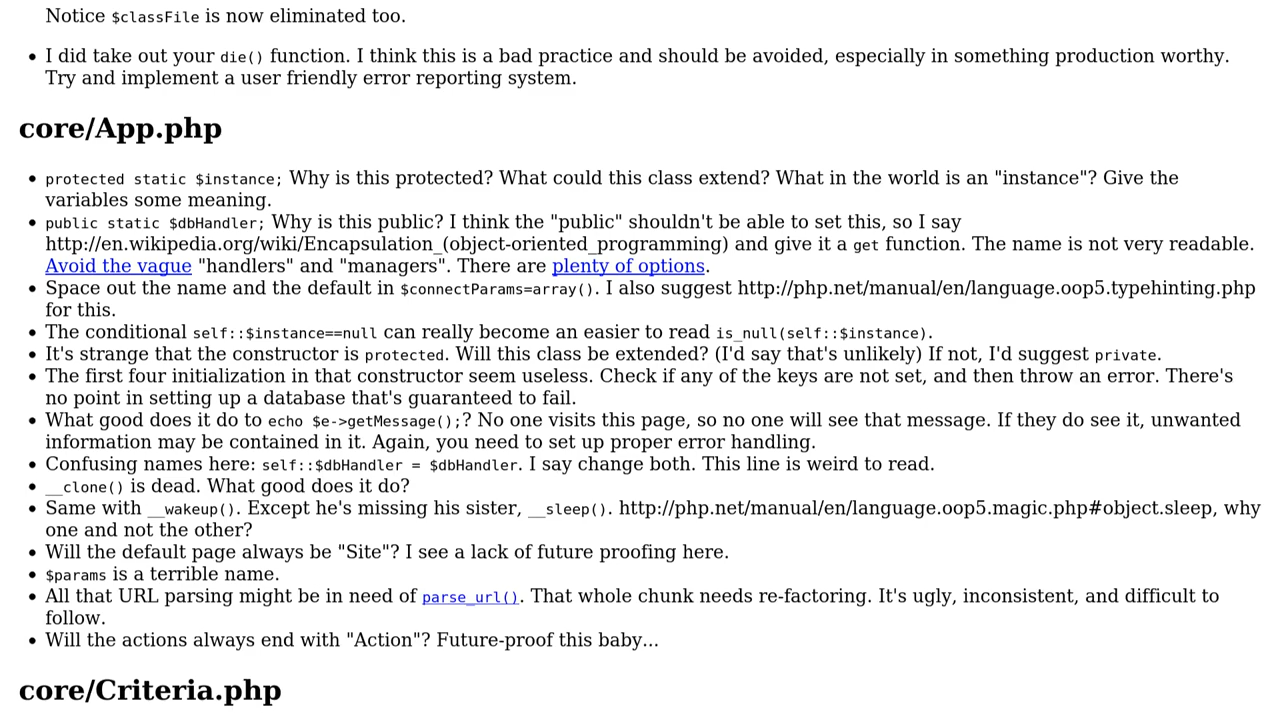 Notice $classFile is now eliminated too.
• I did take out your die() function. I think this is a bad practice and should be avoided, especially in something production worthy.
Try and implement a user friendly error reporting system.
core/App.php
• protected static $instance; Why is this protected? What could this class extend? What in the world is an "instance"? Give the
variables some meaning.
• public static $dbHandler; Why is this public? I think the "public" shouldn't be able to set this, so I say
http://en.wikipedia.org/wiki/Encapsulation_(object-oriented_programming) and give it a get function. The name is not very readable.
Avoid the vague "handlers" and "managers". There are plenty of options.
• Space out the name and the default in $connectParams=array(). I also suggest http://php.net/manual/en/language.oop5.typehinting.php
for this.
• The conditional self::$instance==null can really become an easier to read is_null(self::$instance).
• It's strange that the constructor is protected. Will this class be extended? (I'd say that's unlikely) If not, I'd suggest private.
• The first four initialization in that constructor seem useless. Check if any of the keys are not set, and then throw an error. There's
no point in setting up a database that's guaranteed to fail.
• What good does it do to echo $e->getMessage();? No one visits this page, so no one will see that message. If they do see it, unwanted
information may be contained in it. Again, you need to set up proper error handling.
• Confusing names here: self::$dbHandler = $dbHandler. I say change both. This line is weird to read.
• __clone() is dead. What good does it do?
• Same with __wakeup(). Except he's missing his sister, __sleep(). http://php.net/manual/en/language.oop5.magic.php#object.sleep, why
one and not the other?
• Will the default page always be "Site"? I see a lack of future proofing here.
• $params is a terrible name.
• All that URL parsing might be in need of parse_url(). That whole chunk needs re-factoring. It's ugly, inconsistent, and difficult to
follow.
• Will the actions always end with "Action"? Future-proof this baby...
core/Criteria.php